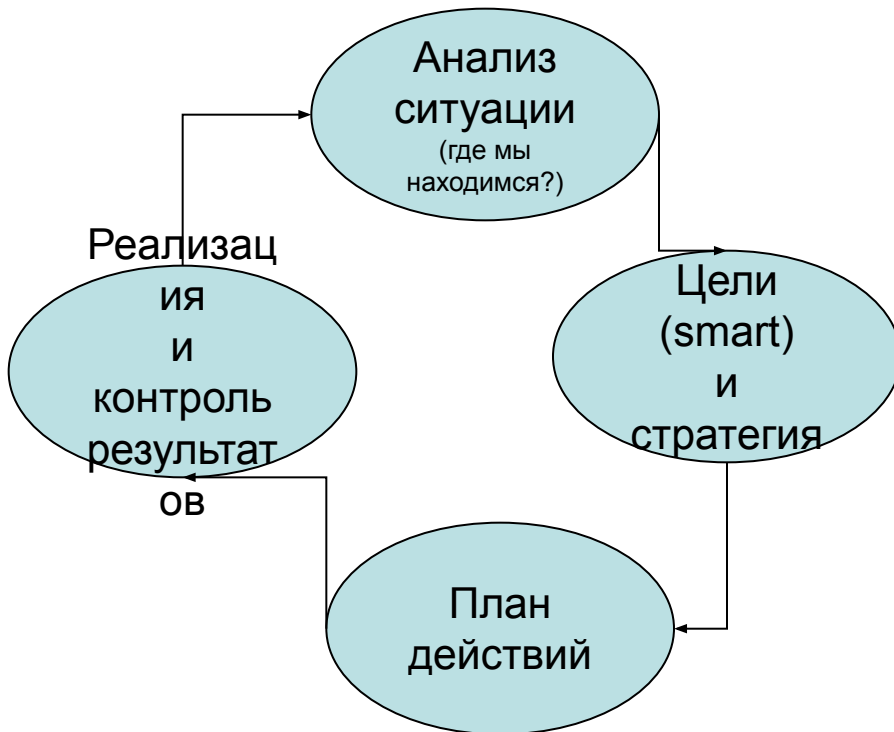 Анализ
ситуации
(где мы
находимся?)
Цели
(smart)
и
стратегия
План
действий
Реализац
ия
и
контроль
результат
ов